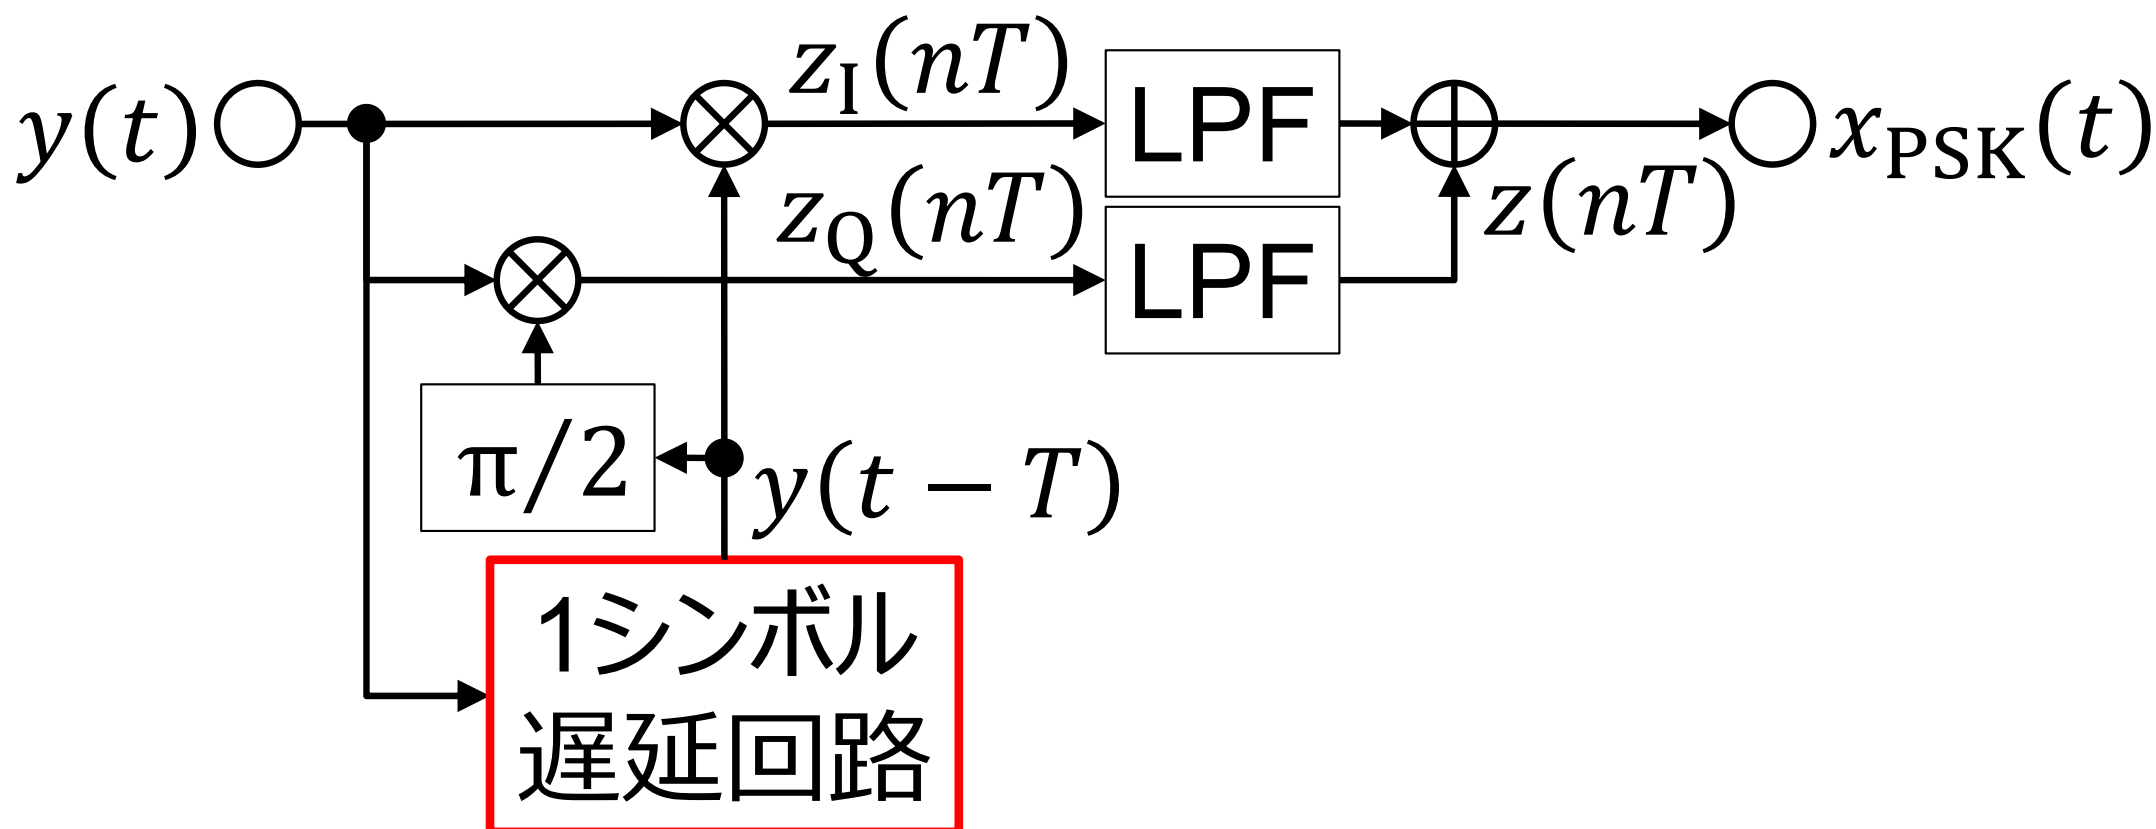 y(t)
z_I(nT)
LPF
x_PSK(t)
z_Q(nT)
LPF
z(nT)
π/2
y(t − T)
1シンボル
遅延回路